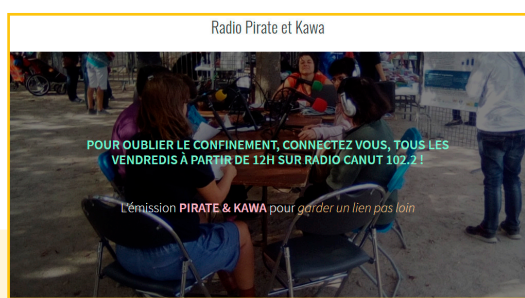 Radio Pirate et Kawa
POUR OUBLIER LE CONFINEMENT, CONNECTEZ VOUS, TOUS LES
VENDREDIS À PARTIR DE 12H SUR RADIO CANUT 102.2 !
L'émission PIRATE & KAWA pour garder un lien pas loin